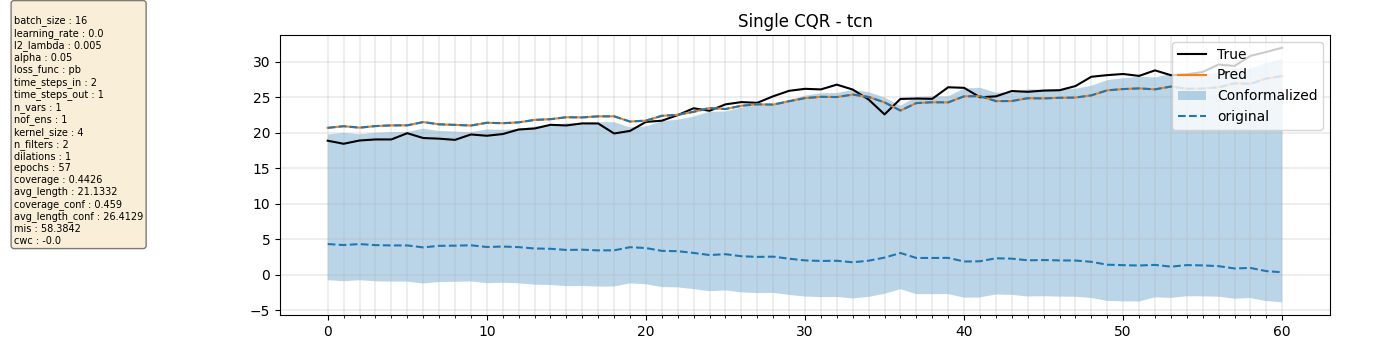 batch_size : 16
learning_rate : 0.0
l2_lambda : 0.005
alpha : 0.05
loss_func : pb
time_steps_in : 2
time_steps_out : 1
n_vars : 1
nof_ens : 1
kernel_size : 4
n_filters : 2
dilations : 1
epochs : 57
coverage : 0.4426
avg_length : 21.1332
coverage_conf : 0.459
avg_length_conf : 26.4129
mis : 58.3842
cwc : -0.0
Single CQR - tcn
True
Pred
Conformalized
original
30
25
20
15
10
5
0
−5
0 10 20 30 40 50 60